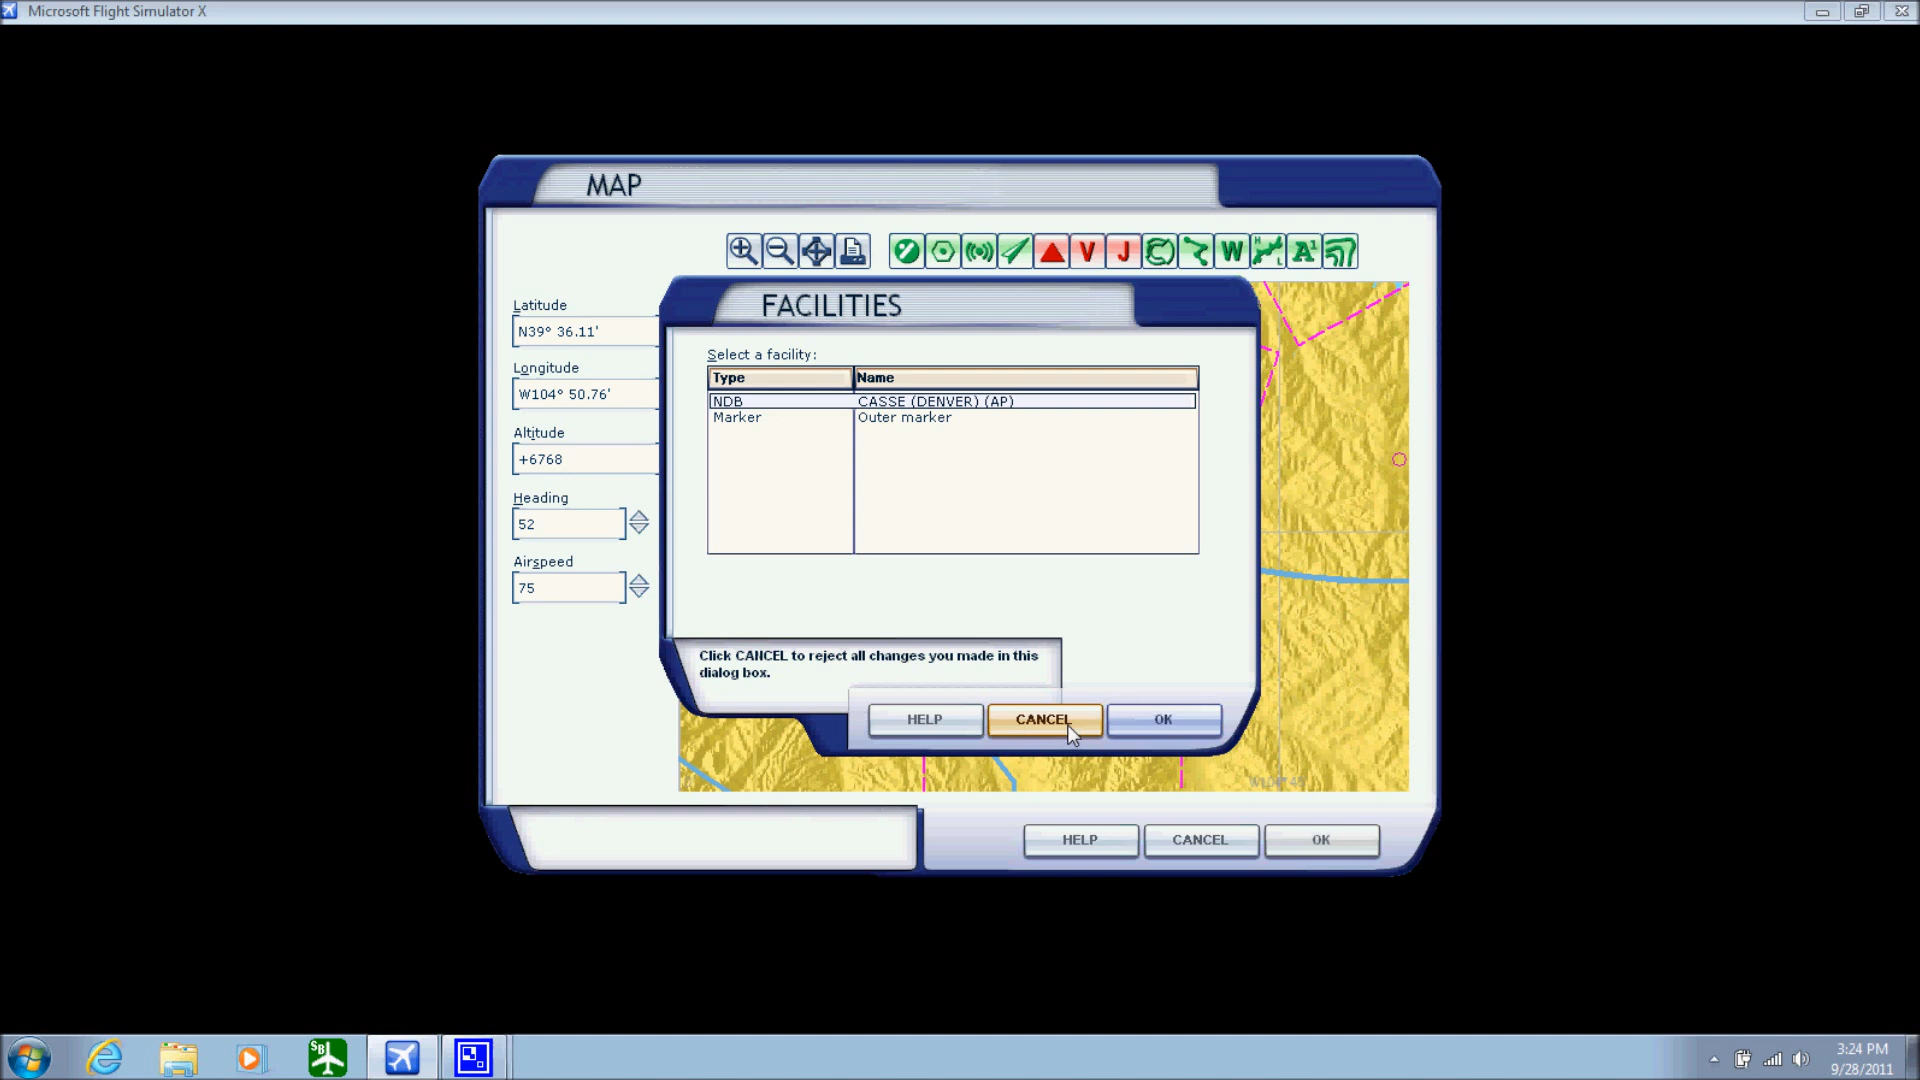 Microsoft Flight Simulator X
MAP
V J W A¹
FACILITIES
Latitude
N39° 36.11'
Longitude
W104° 50.76'
Altitude
+6768
Heading
52
Airspeed
75
Select a facility:
Type Name
NDB CASSE (DENVER) (AP)
Marker Outer marker
Click CANCEL to reject all changes you made in this
dialog box.
HELP CANCEL OK
HELP CANCEL OK
SB
3:24 PM
9/28/2011